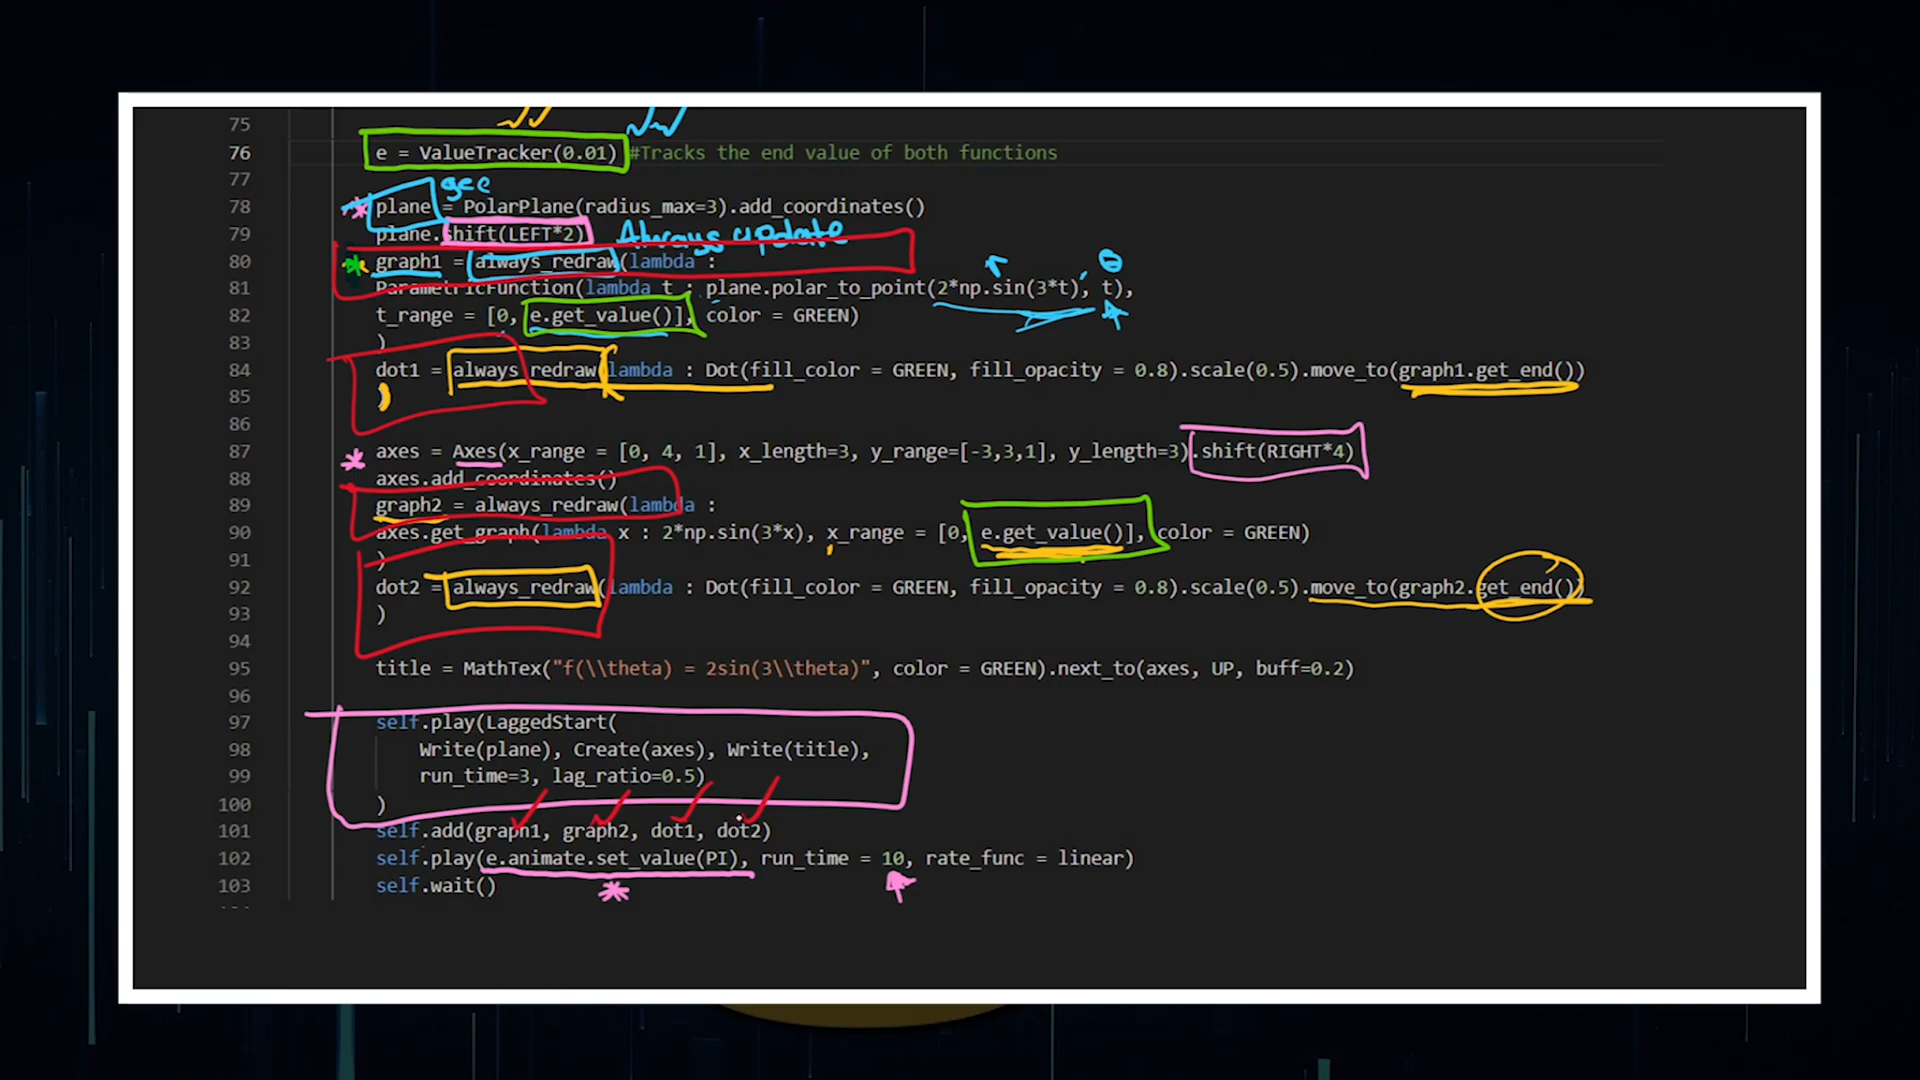 75
76 e = ValueTracker(0.01) #Tracks the end value of both functions
77
gee
78 plane = PolarPlane(radius_max=3).add_coordinates()
79 plane.shift(LEFT*2) Always update
80 graph1 = always_redraw(lambda :
81 ParametricFunction(lambda t : plane.polar_to_point(2*np.sin(3*t), t),
82 t_range = [0, e.get_value()], color = GREEN)
83 )
84 dot1 = always_redraw(lambda : Dot(fill_color = GREEN, fill_opacity = 0.8).scale(0.5).move_to(graph1.get_end())
85 )
86
87 axes = Axes(x_range = [0, 4, 1], x_length=3, y_range=[-3,3,1], y_length=3).shift(RIGHT*4)
88 axes.add_coordinates()
89 graph2 = always_redraw(lambda :
90 axes.get_graph(lambda x : 2*np.sin(3*x), x_range = [0, e.get_value()], color = GREEN)
91 )
92 dot2 = always_redraw(lambda : Dot(fill_color = GREEN, fill_opacity = 0.8).scale(0.5).move_to(graph2.get_end())
93 )
94
95 title = MathTex("f(\\theta) = 2sin(3\\theta)", color = GREEN).next_to(axes, UP, buff=0.2)
96
97 self.play(LaggedStart(
98 Write(plane), Create(axes), Write(title),
99 run_time=3, lag_ratio=0.5)
100 )
101 self.add(graph1, graph2, dot1, dot2)
102 self.play(e.animate.set_value(PI), run_time = 10, rate_func = linear)
103 self.wait()